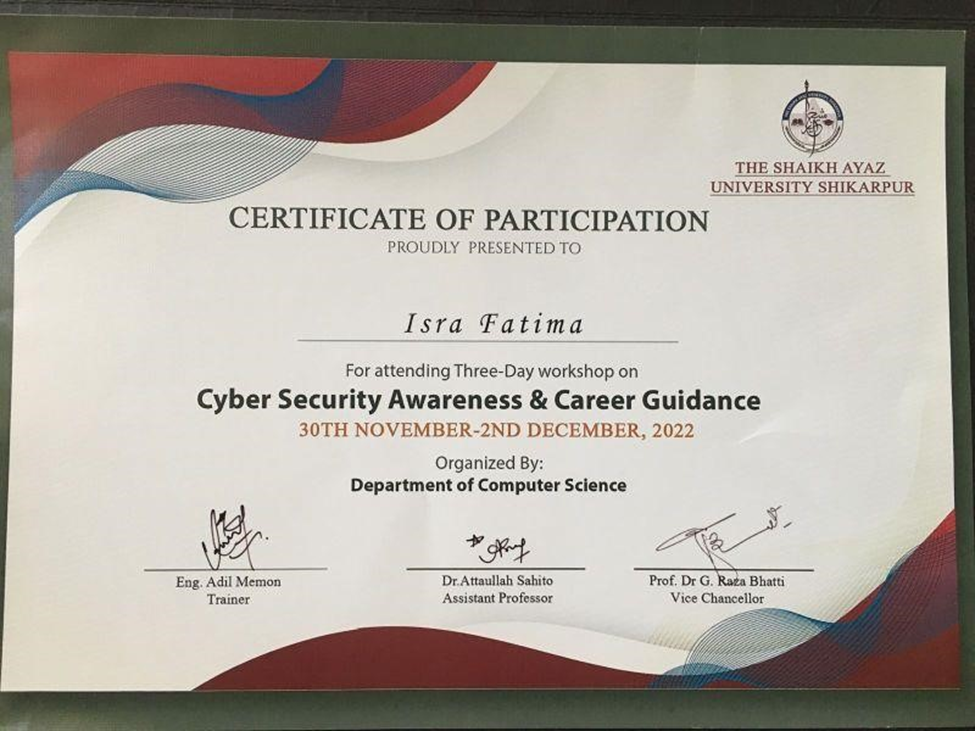 THE SHAIKH AYAZ
UNIVERSITY SHIKARPUR
CERTIFICATE OF PARTICIPATION
PROUDLY PRESENTED TO
Isra Fatima
For attending Three-Day workshop on
Cyber Security Awareness & Career Guidance
30TH NOVEMBER-2ND DECEMBER, 2022
Organized By:
Department of Computer Science
Eng. Adil Memon
Trainer
Dr.Attaullah Sahito
Assistant Professor
Prof. Dr G. Raza Bhatti
Vice Chancellor